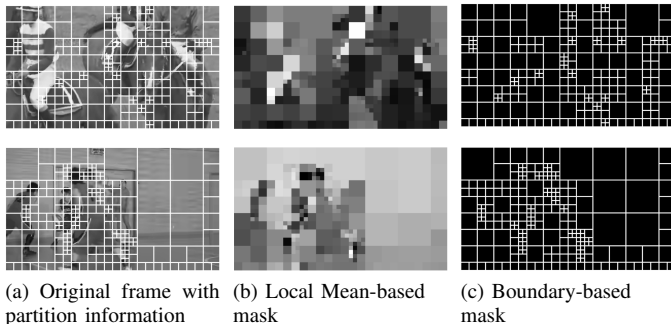 (a) Original frame with
partition information
(b) Local Mean-based
mask
(c) Boundary-based
mask